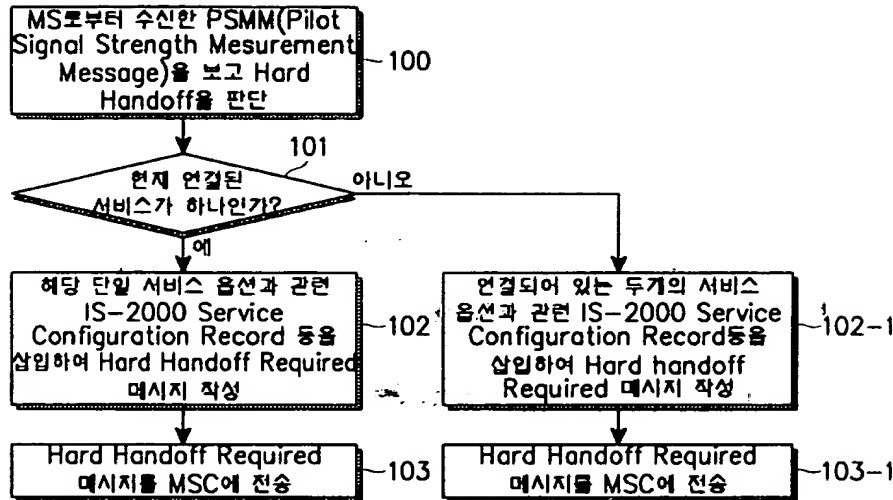 MS로부터 수신한 PSMM(Pilot
Signal Strength Mesurement
Message)을 보고 Hard
Handoff을 판단
100
101
현재 연결된
서비스가 하나인가?
아니오
예
해당 단일 서비스 옵션과 관련
IS-2000 Service
Configuration Record 등을
삽입하여 Hard Handoff Required
메시지 작성
102
연결되어 있는 두개의 서비스
옵션과 관련 IS-2000 Service
Configuration Record등을
삽입하여 Hard handoff
Required 메시지 작성
102-1
Hard Handoff Required
메시지를 MSC에 전송
103
Hard Handoff Required
메시지를 MSC에 전송
103-1